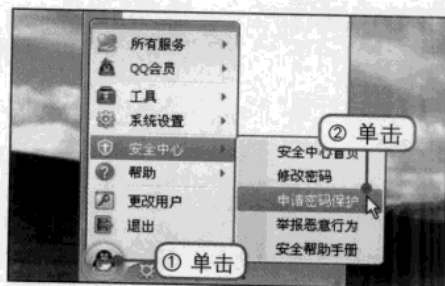 所有服务
QQ会员
工具
系统设置
安全中心
帮助
更改用户
退出
① 单击
② 单击
安全中心首页
修改密码
申请密码保护
举报恶意行为
安全帮助手册